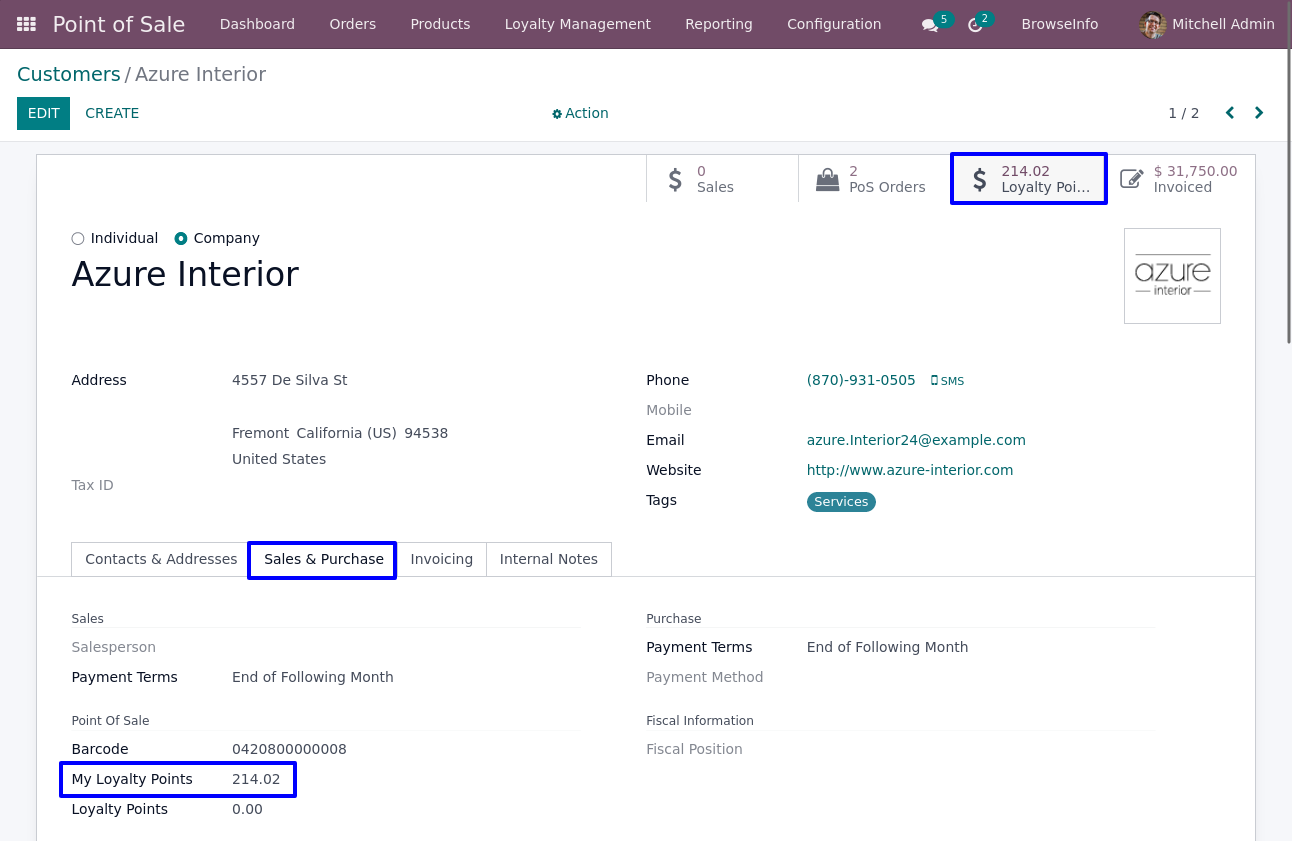 Point of Sale Dashboard Orders Products Loyalty Management Reporting Configuration 5 2 BrowseInfo Mitchell Admin
Customers / Azure Interior
EDIT CREATE Action 1 / 2
0 Sales
2 PoS Orders
214.02 Loyalty Poi...
$ 31,750.00 Invoiced
Individual Company
Azure Interior
azure
interior
Address 4557 De Silva St
Fremont California (US) 94538
United States
Tax ID
Phone (870)-931-0505 SMS
Mobile
Email azure.Interior24@example.com
Website http://www.azure-interior.com
Tags Services
Contacts & Addresses Sales & Purchase Invoicing Internal Notes
Sales
Salesperson
Payment Terms End of Following Month
Purchase
Payment Terms End of Following Month
Payment Method
Point Of Sale
Barcode 0420800000008
My Loyalty Points 214.02
Loyalty Points 0.00
Fiscal Information
Fiscal Position